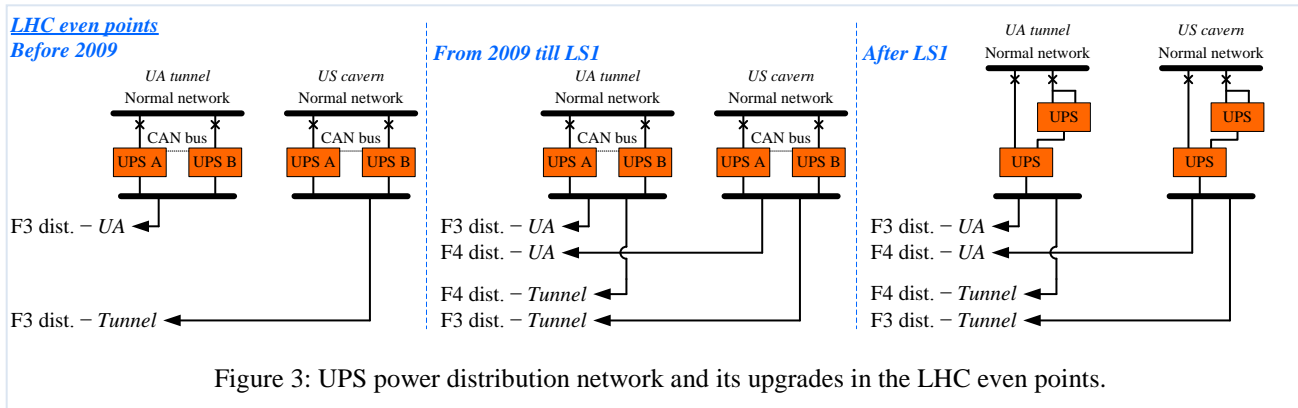 LHC even points
Before 2009
UA tunnel
Normal network
US cavern
Normal network
CAN bus
CAN bus
UPS A
UPS B
UPS A
UPS B
F3 dist. − UA
F3 dist. − Tunnel
From 2009 till LS1
UA tunnel
Normal network
US cavern
Normal network
CAN bus
CAN bus
UPS A
UPS B
UPS A
UPS B
F3 dist. − UA
F4 dist. − UA
F4 dist. − Tunnel
F3 dist. − Tunnel
After LS1
UA tunnel
Normal network
US cavern
Normal network
UPS
UPS
UPS
UPS
F3 dist. − UA
F4 dist. − UA
F4 dist. − Tunnel
F3 dist. − Tunnel
Figure 3: UPS power distribution network and its upgrades in the LHC even points.